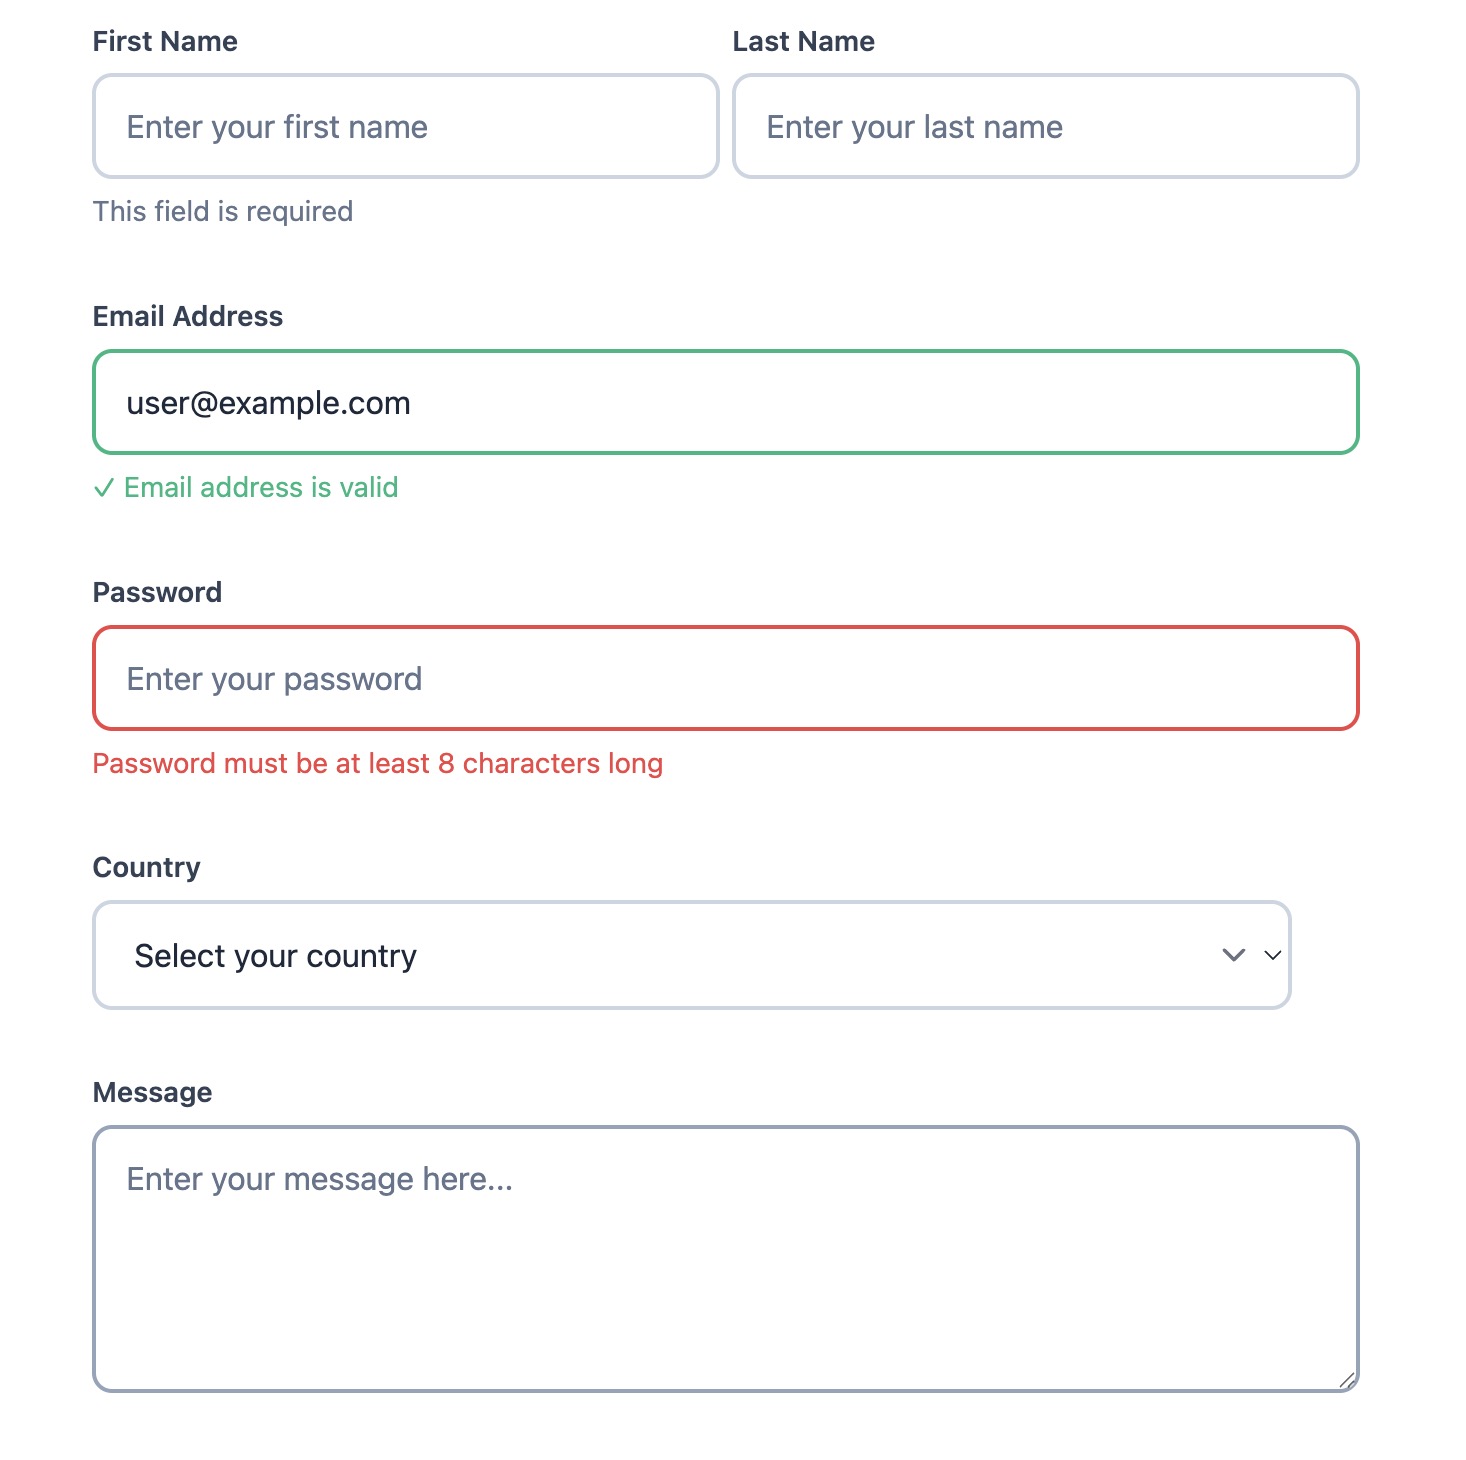 First Name
Last Name
Enter your first name
Enter your last name
This field is required
Email Address
user@example.com
✓ Email address is valid
Password
Enter your password
Password must be at least 8 characters long
Country
Select your country
Message
Enter your message here...